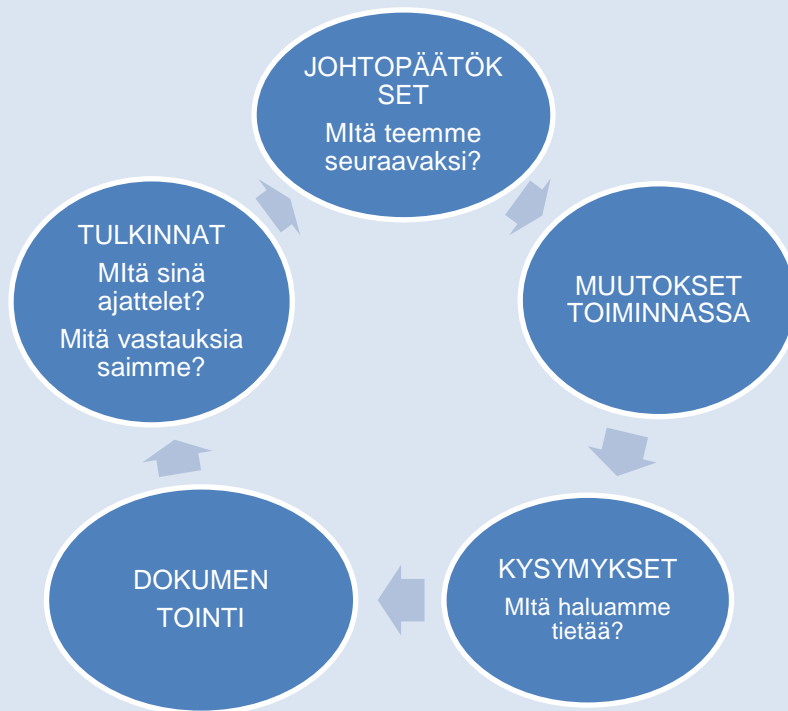 JOHTOPÄÄTÖK
SET
MItä teemme
seuraavaksi?
TULKINNAT
MItä sinä
ajattelet?
Mitä vastauksia
saimme?
MUUTOKSET
TOIMINNASSA
KYSYMYKSET
MItä haluamme
tietää?
DOKUMEN
TOINTI